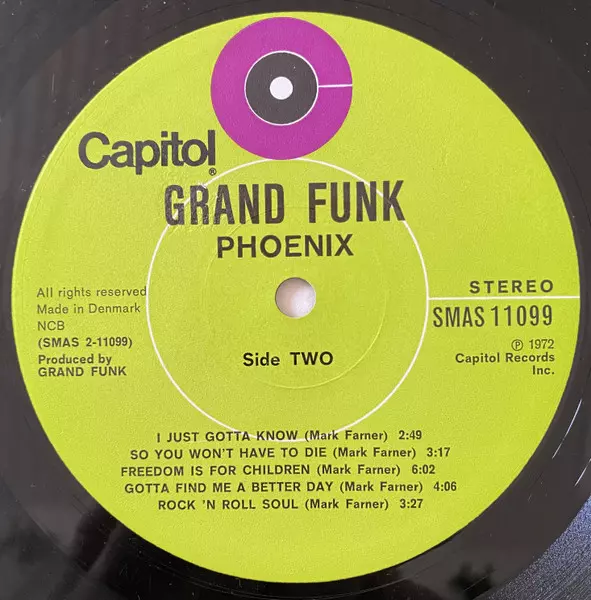 Capitol®
GRAND FUNK
PHOENIX
All rights reserved
Made in Denmark
NCB
(SMAS 2-11099)
Produced by
GRAND FUNK
STEREO
SMAS 11099
℗ 1972
Capitol Records
Inc.
Side TWO
I JUST GOTTA KNOW (Mark Farner) 2:49
SO YOU WON'T HAVE TO DIE (Mark Farner) 3:17
FREEDOM IS FOR CHILDREN (Mark Farner) 6:02
GOTTA FIND ME A BETTER DAY (Mark Farner) 4:06
ROCK 'N ROLL SOUL (Mark Farner) 3:27